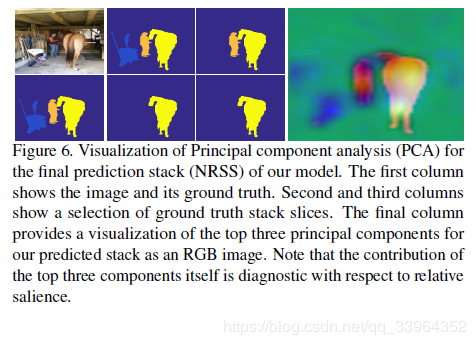 Figure 6. Visualization of Principal component analysis (PCA) for
the final prediction stack (NRSS) of our model. The first column
shows the image and its ground truth. Second and third columns
show a selection of ground truth stack slices. The final column
provides a visualization of the top three principal components for
our predicted stack as an RGB image. Note that the contribution of
the top three components itself is diagnostic with respect to relative
salience.
https://blog.csdn.net/qq_33964352